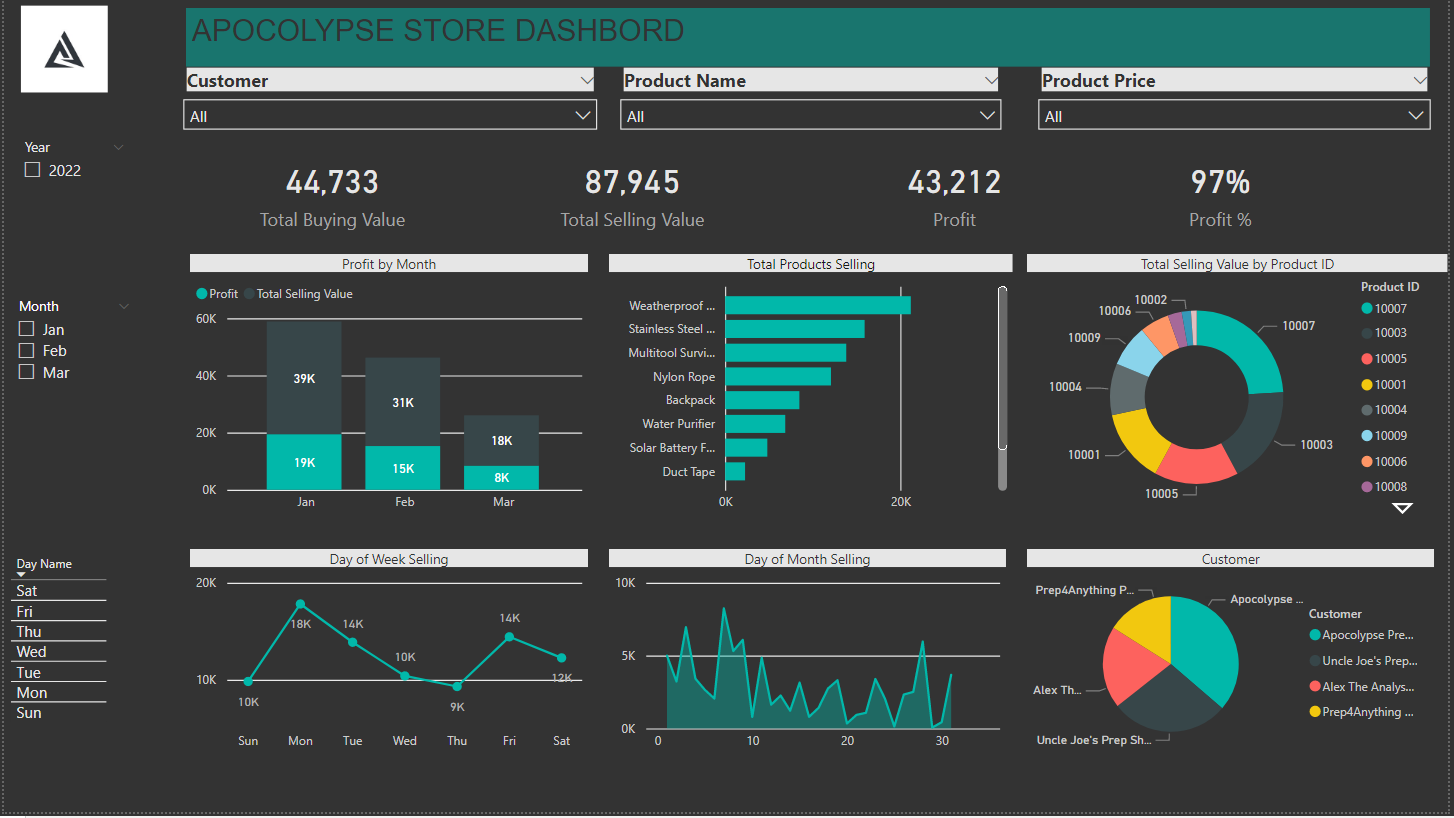 APOCOLYPSE STORE DASHBORD
Customer
All
Product Name
All
Product Price
All
Year
2022
44,733
Total Buying Value
87,945
Total Selling Value
43,212
Profit
97%
Profit %
Month
Jan
Feb
Mar
Profit by Month
Profit
Total Selling Value
60K
40K
20K
0K
39K
31K
18K
19K
15K
8K
Jan
Feb
Mar
Total Products Selling
Weatherproof ...
Stainless Steel ...
Multitool Survi...
Nylon Rope
Backpack
Water Purifier
Solar Battery F...
Duct Tape
0K
20K
Total Selling Value by Product ID
10002
10006
10009
10004
10001
10005
10003
10007
Product ID
10007
10003
10005
10001
10004
10009
10006
10008
Day Name
Sat
Fri
Thu
Wed
Tue
Mon
Sun
Day of Week Selling
20K
10K
10K
18K
14K
10K
9K
14K
12K
Sun
Mon
Tue
Wed
Thu
Fri
Sat
Day of Month Selling
10K
5K
0K
0
10
20
30
Customer
Prep4Anything P...
Apocolypse ...
Alex Th...
Uncle Joe's Prep Sh...
Customer
Apocolypse Pre...
Uncle Joe's Prep...
Alex The Analys...
Prep4Anything ...